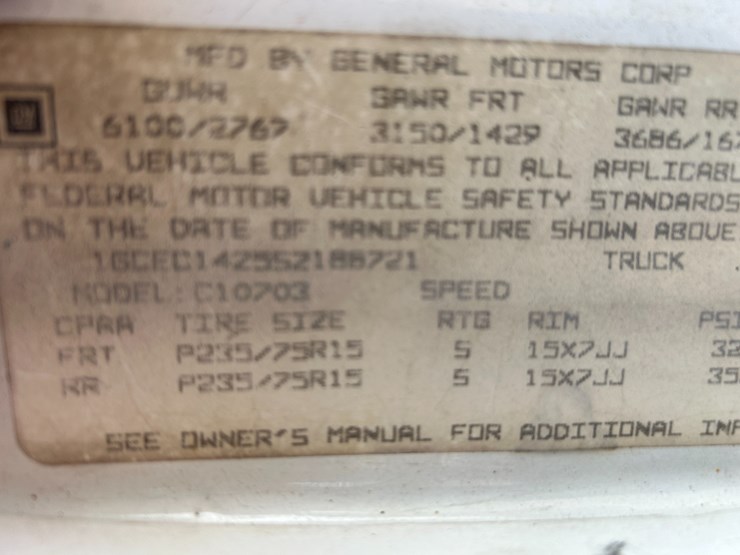 MFD BY GENERAL MOTORS CORP
GVWR GAWR FRT GAWR RR
6100/2767 3150/1429 3686/16
THIS VEHICLE CONFORMS TO ALL APPLICABL
FEDERAL MOTOR VEHICLE SAFETY STANDARDS
ON THE DATE OF MANUFACTURE SHOWN ABOVE
TRUCK
MODEL: C10703 SPEED
TIRE SIZE RTG RIM PSI
FRT P235/75R15 S 15X7JJ 32
RR P235/75R15 S 15X7JJ 35
SEE OWNER'S MANUAL FOR ADDITIONAL INF